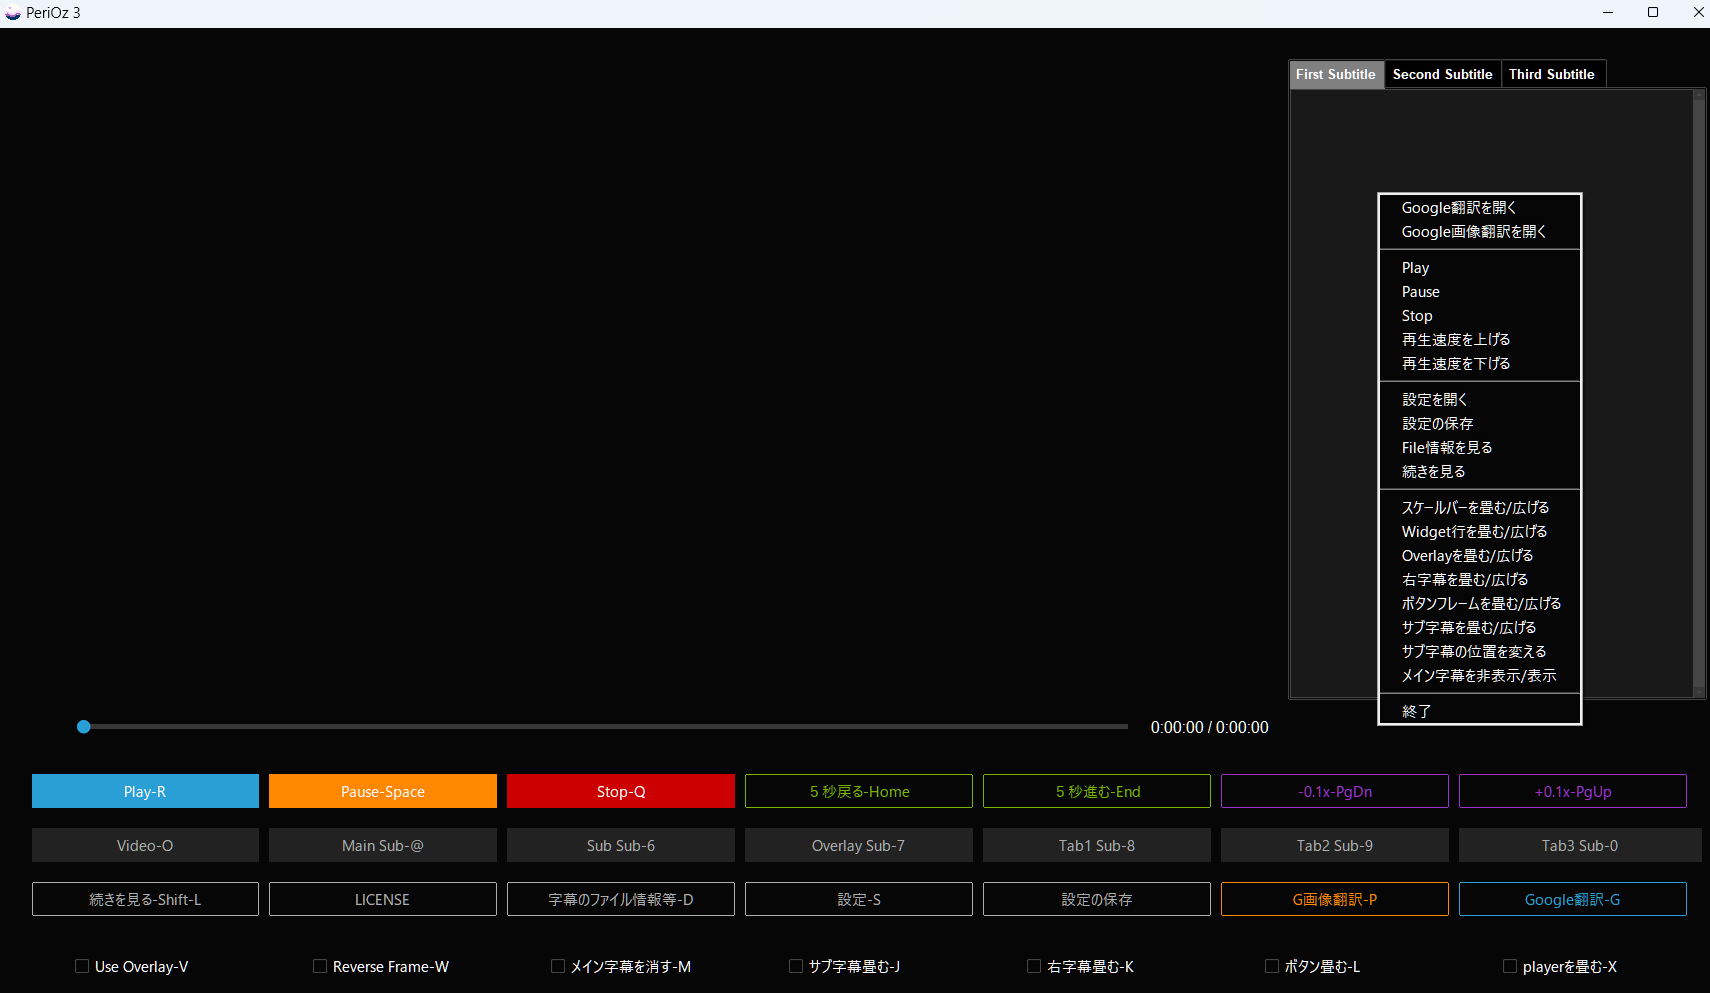 PeriOz 3
First Subtitle
Second Subtitle
Third Subtitle
Google翻訳を開く
Google画像翻訳を開く
Play
Pause
Stop
再生速度を上げる
再生速度を下げる
設定を開く
設定の保存
File情報を見る
続きを見る
スケールバーを畳む/広げる
Widget行を畳む/広げる
Overlayを畳む/広げる
右字幕を畳む/広げる
ボタンフレームを畳む/広げる
サブ字幕を畳む/広げる
サブ字幕の位置を変える
メイン字幕を非表示/表示
終了
0:00:00 / 0:00:00
Play-R
Pause-Space
Stop-Q
5 秒戻る-Home
5 秒進む-End
-0.1x-PgDn
+0.1x-PgUp
Video-O
Main Sub-@
Sub Sub-6
Overlay Sub-7
Tab1 Sub-8
Tab2 Sub-9
Tab3 Sub-0
続きを見る-Shift-L
LICENSE
字幕のファイル情報等-D
設定-S
設定の保存
G画像翻訳-P
Google翻訳-G
Use Overlay-V
Reverse Frame-W
メイン字幕を消す-M
サブ字幕畳む-J
右字幕畳む-K
ボタン畳む-L
playerを畳む-X